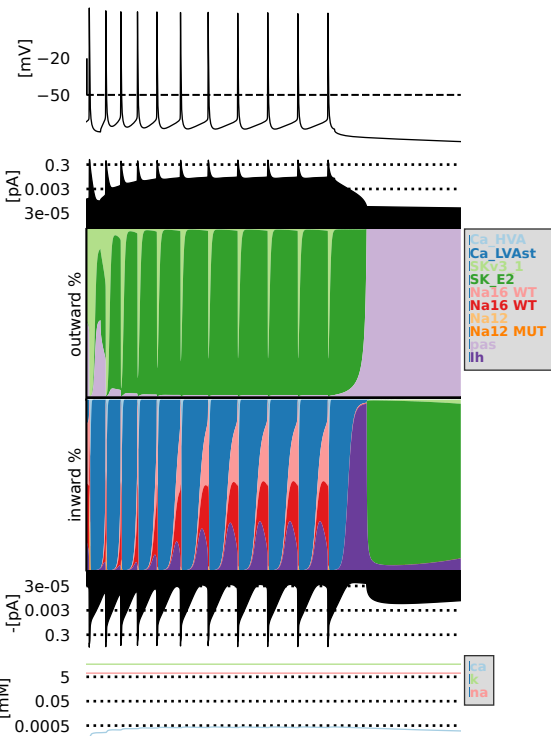 [mV]
−20
−50
[pA]
0.3
0.003
3e-05
outward %
Ca_HVA
Ca_LVAst
SKv3_1
SK_E2
Na16 WT
Na16 WT
Na12
Na12 MUT
pas
Ih
inward %
-[pA]
3e-05
0.003
0.3
[mM]
5
0.05
0.0005
ca
k
na